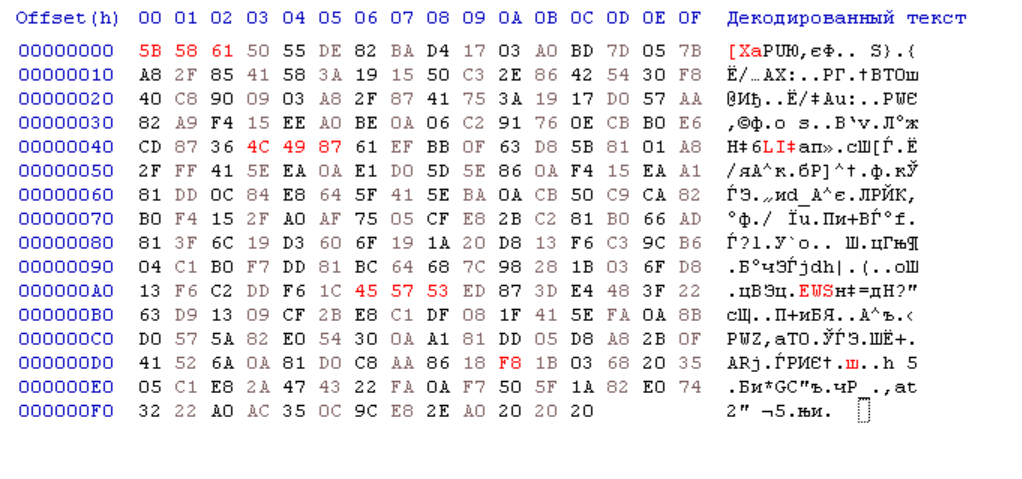 Offset(h) 00 01 02 03 04 05 06 07 08 09 0A 0B 0C 0D 0E 0F Декодированный текст
00000000 5B 58 61 50 55 DE 82 BA D4 17 03 A0 BD 7D 05 7B [XaPUЮ‚єФ.. Ѕ}.{
00000010 A8 2F 85 41 58 3A 19 15 50 C3 2E 86 42 54 30 F8 Ё/…AX:..PГ.†BT0ш
00000020 40 C8 90 09 03 A8 2F 87 41 75 3A 19 17 D0 57 AA @Иђ..Ё/‡Au:..РWЄ
00000030 82 A9 F4 15 EE A0 BE 0A 06 C2 91 76 0E CB B0 E6 ‚©ф.о ѕ..В‘v.Л°ж
00000040 CD 87 36 4C 49 87 61 EF BB 0F 63 D8 5B 81 01 A8 Н‡6LI‡aп».cШ[Ѓ.Ё
00000050 2F FF 41 5E EA 0A E1 D0 5D 5E 86 0A F4 15 EA A1 /яA^к.бР]^†.ф.кЎ
00000060 81 DD 0C 84 E8 64 5F 41 5E BA 0A CB 50 C9 CA 82 ЃЭ.„иd_A^є.ЛPЙК‚
00000070 B0 F4 15 2F A0 AF 75 05 CF E8 2B C2 81 B0 66 AD °ф./ Їu.Пи+ВЃ°f.
00000080 81 3F 6C 19 D3 60 6F 19 1A 20 D8 13 F6 C3 9C B6 Ѓ?l.У`o.. Ш.цГњ¶
00000090 04 C1 B0 F7 DD 81 BC 64 68 7C 98 28 1B 03 6F D8 .Б°чЭЃјdh|.(..oШ
000000A0 13 F6 C2 DD F6 1C 45 57 53 ED 87 3D E4 48 3F 22 .цВЭц.EWSн‡=дH?"
000000B0 63 D9 13 09 CF 2B E8 C1 DF 08 1F 41 5E FA 0A 8B cЩ..П+иБЯ..A^ъ.‹
000000C0 D0 57 5A 82 E0 54 30 0A A1 81 DD 05 D8 A8 2B 0F РWZ‚аT0.ЎЃЭ.ШЁ+.
000000D0 41 52 6A 0A 81 D0 C8 AA 86 18 F8 1B 03 68 20 35 ARj.ЃРИЄ†.ш..h 5
000000E0 05 C1 E8 2A 47 43 22 FA 0A F7 50 5F 1A 82 E0 74 .Би*GC"ъ.чP_.‚аt
000000F0 32 22 A0 AC 35 0C 9C E8 2E A0 20 20 20 2" ¬5.њи.